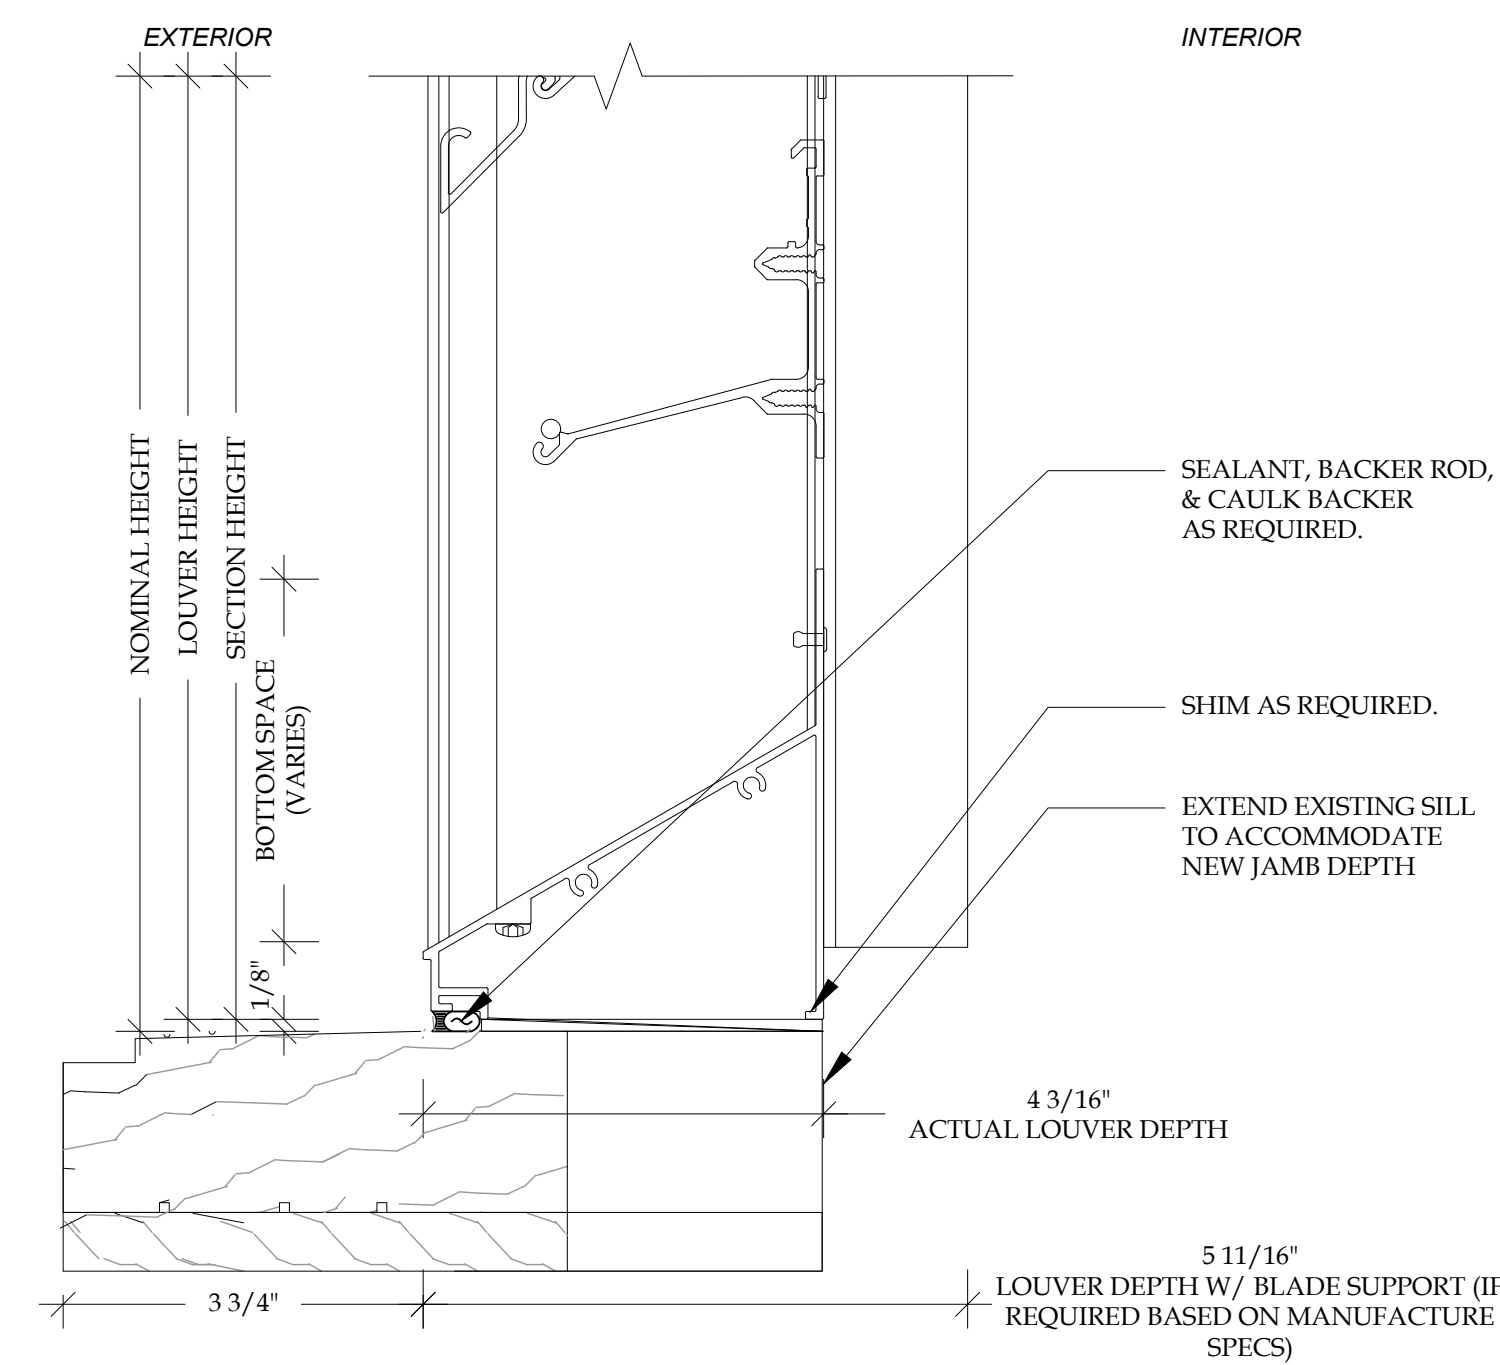 EXTERIOR
INTERIOR
NOMINAL HEIGHT
LOUVER HEIGHT
SECTION HEIGHT
BOTTOM SPACE
(VARIES)
1/8"
SEALANT, BACKER ROD,
& CAULK BACKER
AS REQUIRED.
SHIM AS REQUIRED.
EXTEND EXISTING SILL
TO ACCOMMODATE
NEW JAMB DEPTH
4 3/16"
ACTUAL LOUVER DEPTH
3 3/4"
5 11/16"
LOUVER DEPTH W/ BLADE SUPPORT (IF
REQUIRED BASED ON MANUFACTURE
SPECS)